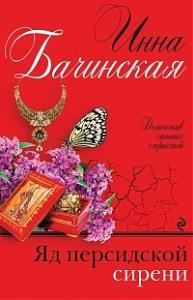 Инна
Бачинская
Детектив
сильных
страстей
Яд персидской
сирени